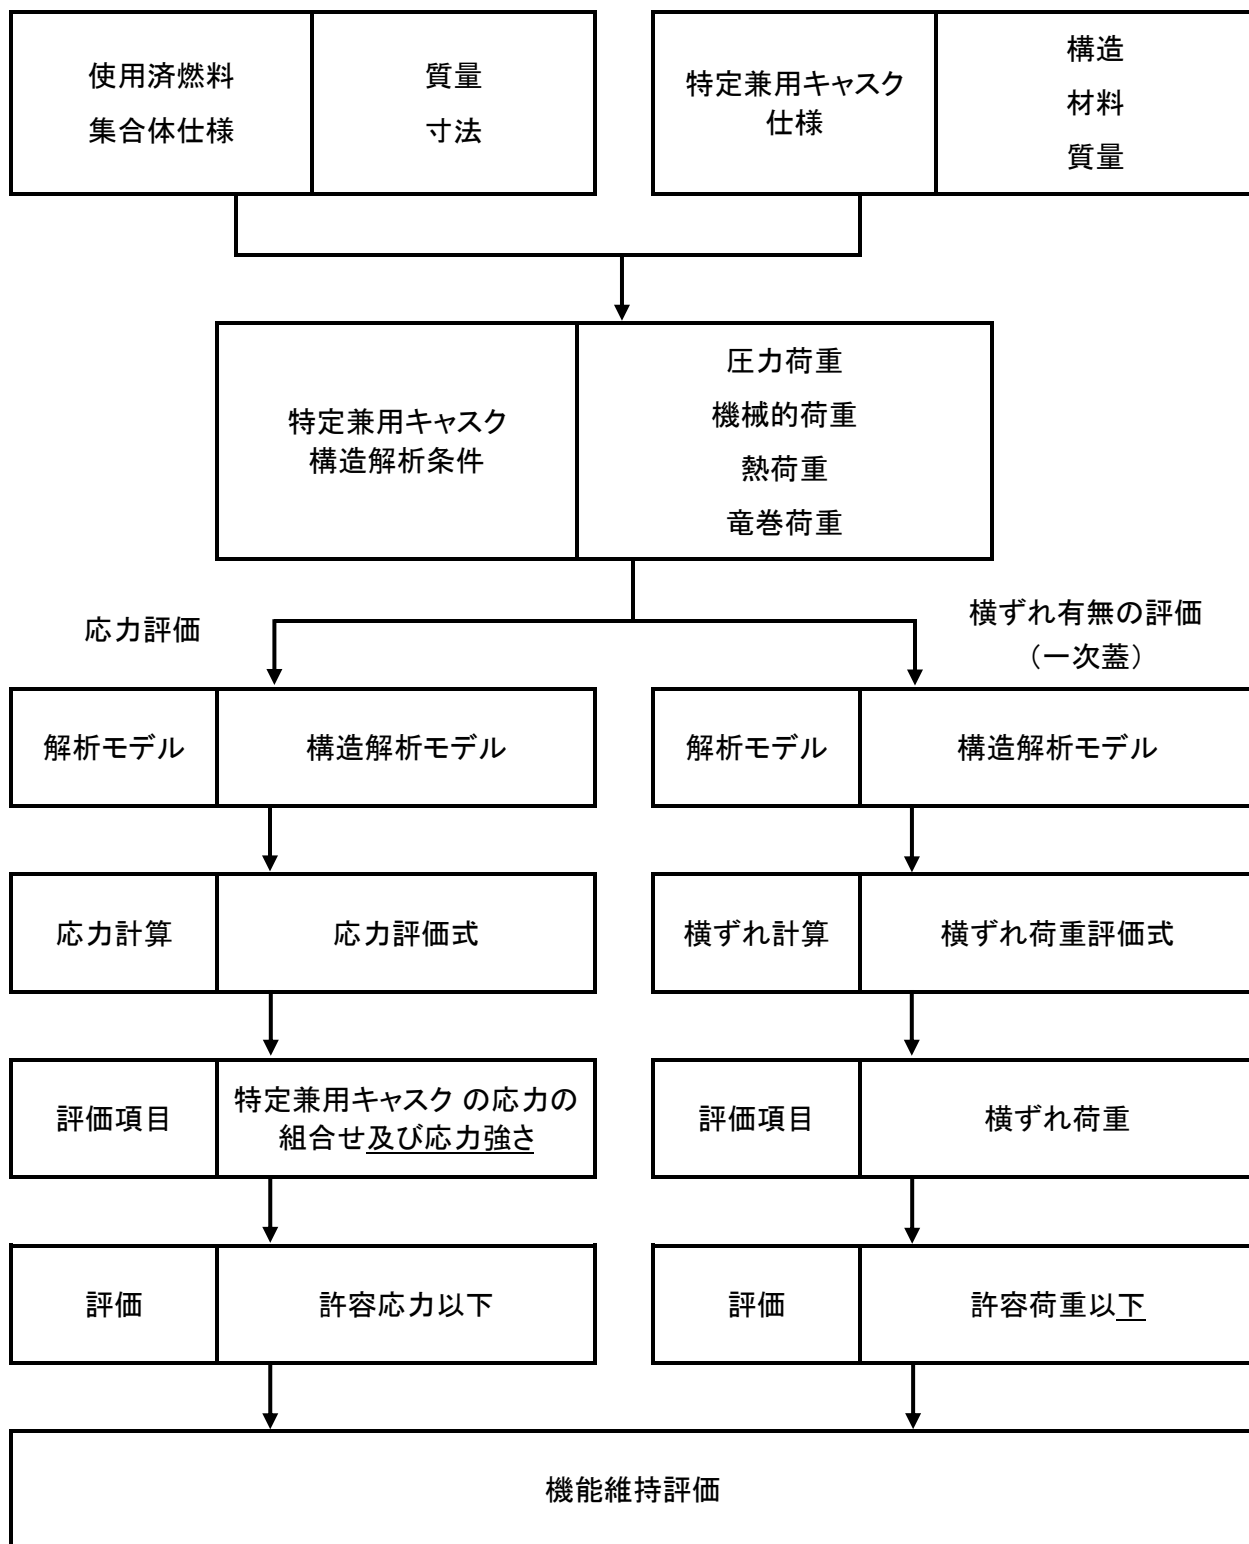 使用済燃料
集合体仕様
質量
寸法
特定兼用キャスク
仕様
構造
材料
質量
特定兼用キャスク
構造解析条件
圧力荷重
機械的荷重
熱荷重
竜巻荷重
応力評価
横ずれ有無の評価
（一次蓋）
解析モデル
構造解析モデル
解析モデル
構造解析モデル
応力計算
応力評価式
横ずれ計算
横ずれ荷重評価式
評価項目
特定兼用キャスク の応力の
組合せ及び応力強さ
評価項目
横ずれ荷重
評価
許容応力以下
評価
許容荷重以下
機能維持評価